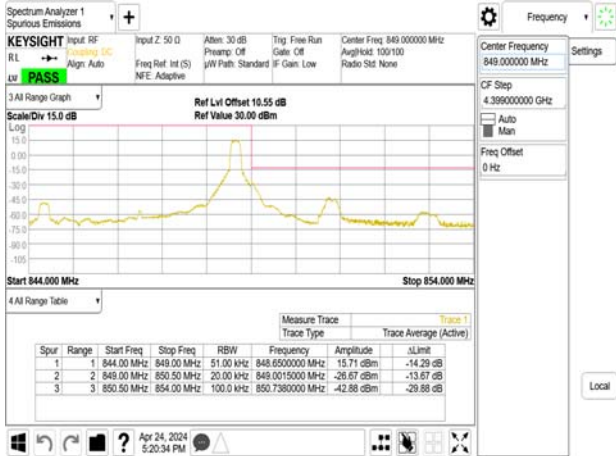 Spectrum Analyzer 1
Spurious Emissions
+
Frequency
KEYSIGHT Input: RF Input Z: 50 Ω Atten: 30 dB Trig: Free Run Center Freq: 849.000000 MHz
RL Coupling: DC Preamp: Off Gate: Off Avg|Hold: 100/100
Align: Auto Freq Ref: Int (S) µW Path: Standard IF Gain: Low Radio Std: None
LXI PASS NFE: Adaptive
Center Frequency
849.000000 MHz
Settings
CF Step
4.399000000 GHz
Auto
Man
Freq Offset
0 Hz
Local
3 All Range Graph
Ref Lvl Offset 10.55 dB
Scale/Div 15.0 dB Ref Value 30.00 dBm
Log
15.0
0.00
-15.0
-30.0
-45.0
-60.0
-75.0
-90.0
-105
Start 844.000 MHz Stop 854.000 MHz
4 All Range Table
Measure Trace Trace 1
Trace Type Trace Average (Active)
Spur Range Start Freq Stop Freq RBW Frequency Amplitude ΔLimit
1 1 844.00 MHz 849.00 MHz 51.00 kHz 848.6500000 MHz 15.71 dBm -14.29 dB
2 2 849.00 MHz 850.50 MHz 20.00 kHz 849.0015000 MHz -26.67 dBm -13.67 dB
3 3 850.50 MHz 854.00 MHz 100.0 kHz 850.7380000 MHz -42.88 dBm -29.88 dB
?
Apr 24, 2024
5:20:34 PM